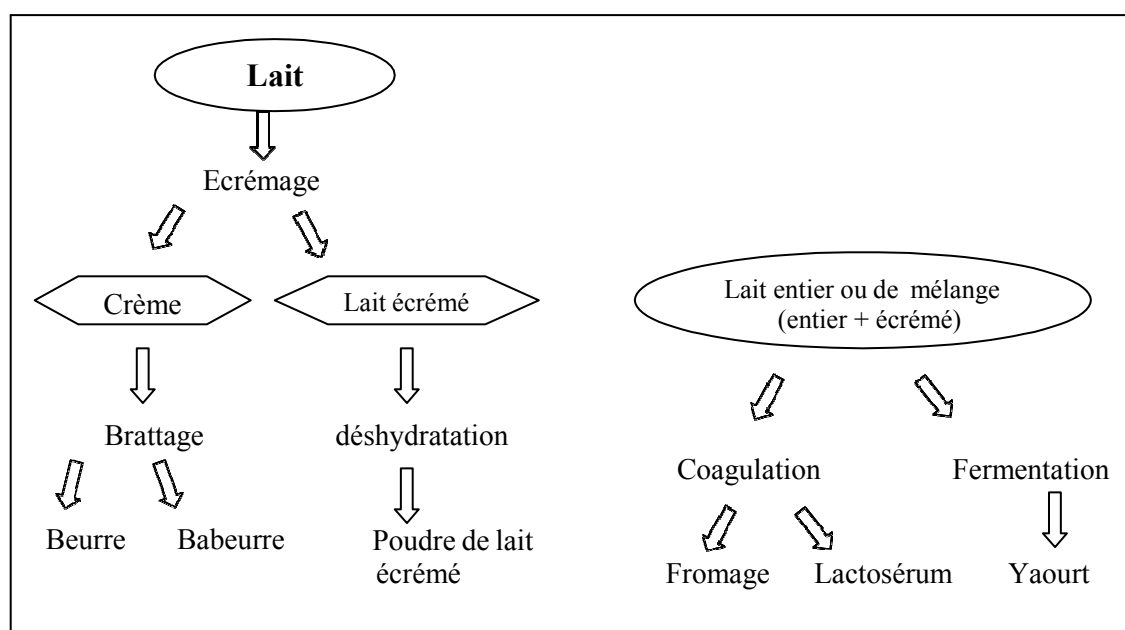 Lait
Ecrémage
Crème
Lait écrémé
Brattage
déshydratation
Beurre
Babeurre
Poudre de lait
écrémé
Lait entier ou de mélange
(entier + écrémé)
Coagulation
Fermentation
Fromage
Lactosérum
Yaourt